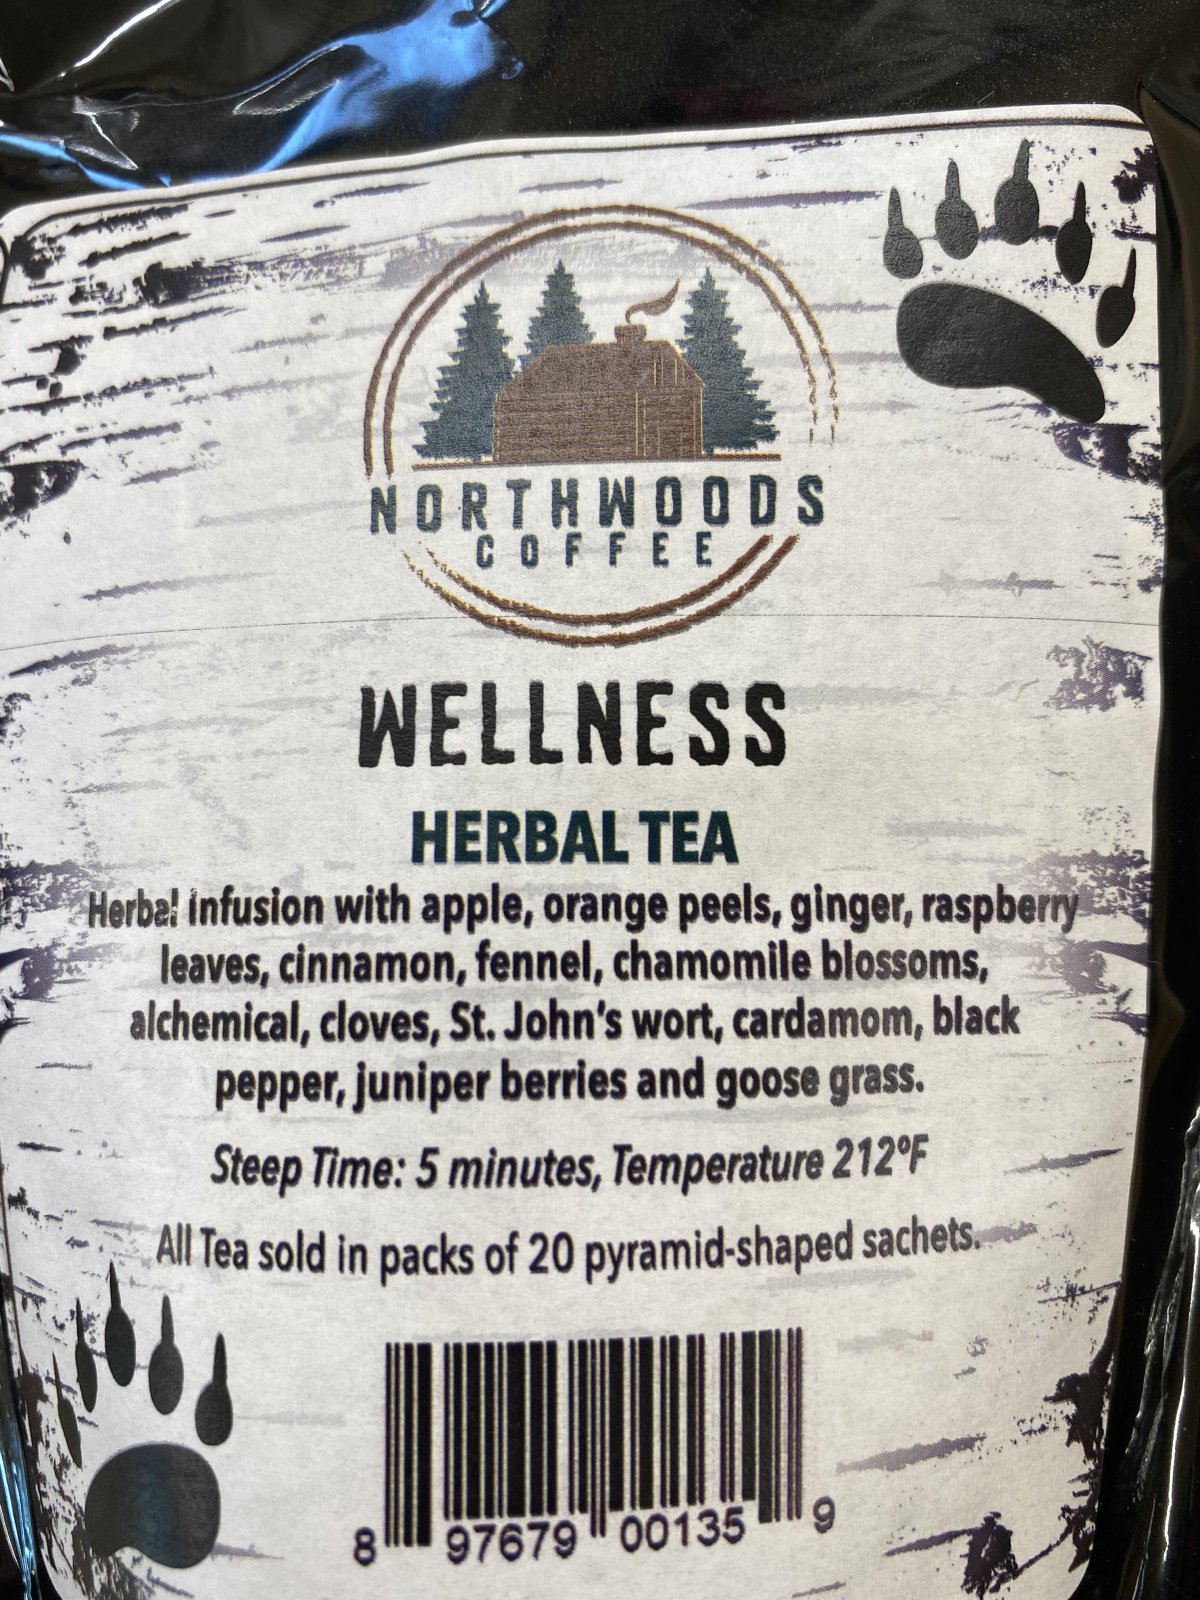 NORTHWOODS
COFFEE
WELLNESS
HERBAL TEA
Herbal infusion with apple, orange peels, ginger, raspberry
leaves, cinnamon, fennel, chamomile blossoms,
alchemical, cloves, St. John's wort, cardamom, black
pepper, juniper berries and goose grass.
Steep Time: 5 minutes, Temperature 212°F
All Tea sold in packs of 20 pyramid-shaped sachets.
8 97679 00135 9